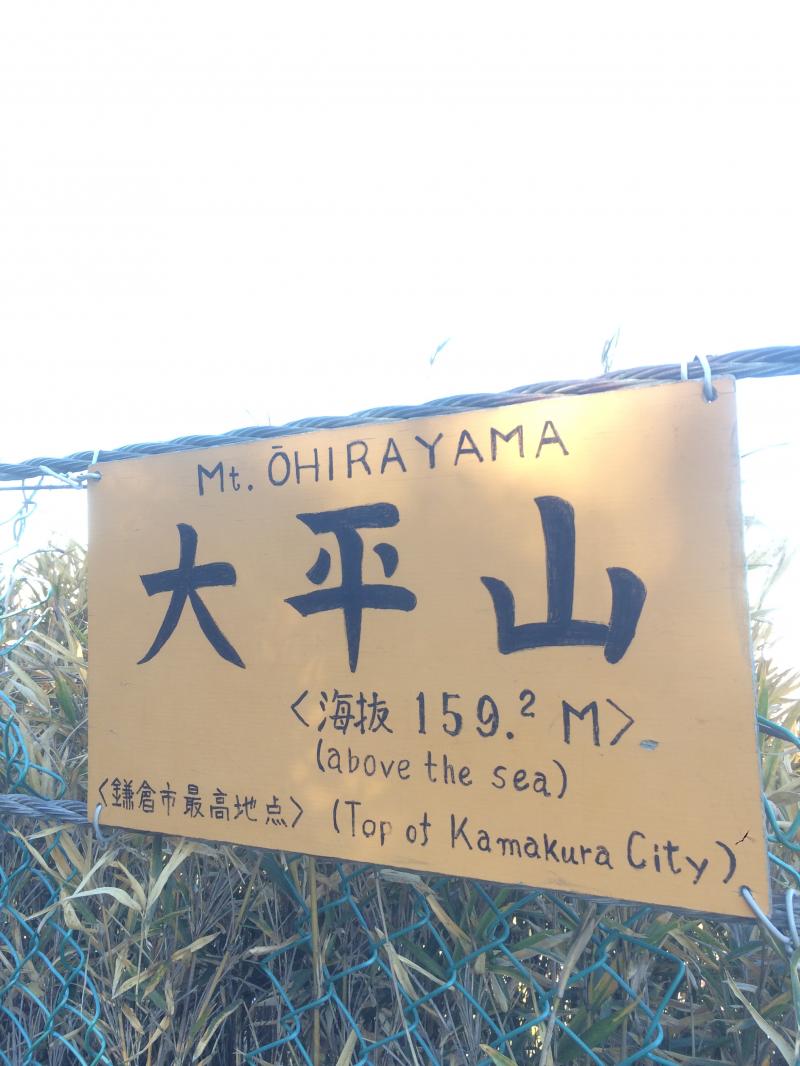 Mt. ŌHIRAYAMA
大平山
〈海抜 159.² M〉
(above the sea)
〈鎌倉市最高地点〉 (Top of Kamakura City)